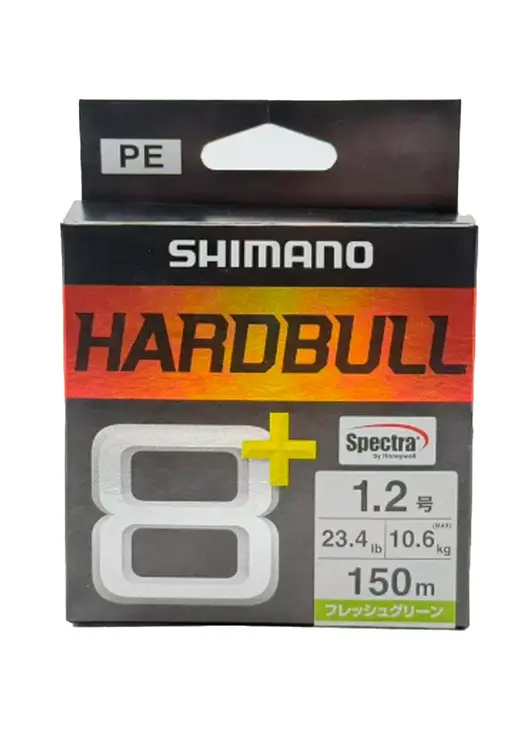 PE
SHIMANO
HARDBULL
8+
Spectra®
by Honeywell
1.2号
(MAX)
23.4lb 10.6kg
150m
フレッシュグリーン